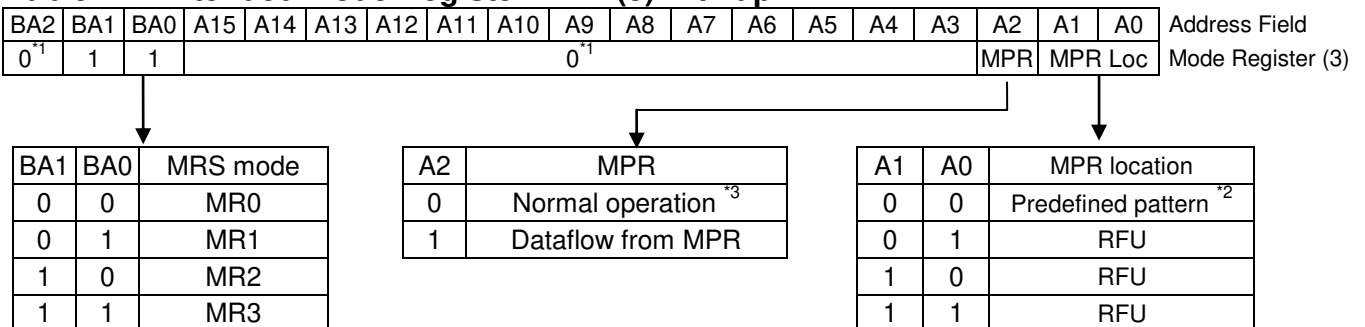 BA2 BA1 BA0 A15 A14 A13 A12 A11 A10 A9 A8 A7 A6 A5 A4 A3 A2 A1 A0 Address Field
0*1 1 1 0*1 MPR MPR Loc Mode Register (3)
BA1 BA0 MRS mode
0 0 MR0
0 1 MR1
1 0 MR2
1 1 MR3
A2 MPR
0 Normal operation *3
1 Dataflow from MPR
A1 A0 MPR location
0 0 Predefined pattern *2
0 1 RFU
1 0 RFU
1 1 RFU